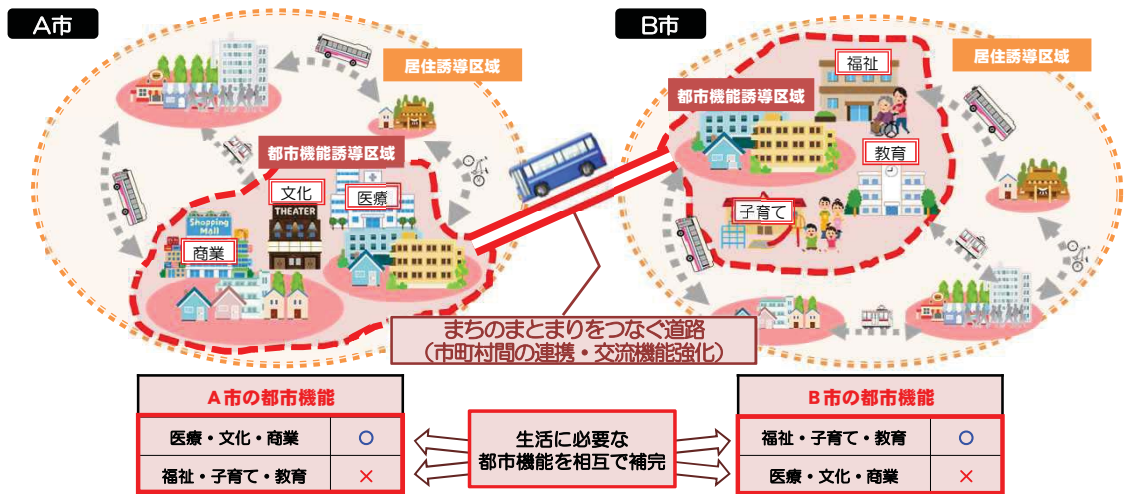 A市
居住誘導区域
都市機能誘導区域
文化
医療
THEATER
Shopping
Mall
商業
B市
居住誘導区域
福祉
都市機能誘導区域
教育
子育て
まちのまとまりをつなぐ道路
（市町村間の連携・交流機能強化）
A市の都市機能
医療・文化・商業 ○
福祉・子育て・教育 ×
生活に必要な
都市機能を相互で補完
B市の都市機能
福祉・子育て・教育 ○
医療・文化・商業 ×